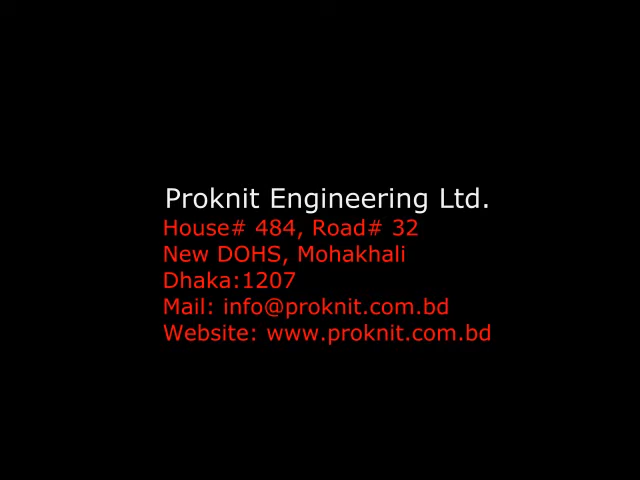 Proknit Engineering Ltd.
House# 484, Road# 32
New DOHS, Mohakhali
Dhaka:1207
Mail: info@proknit.com.bd
Website: www.proknit.com.bd